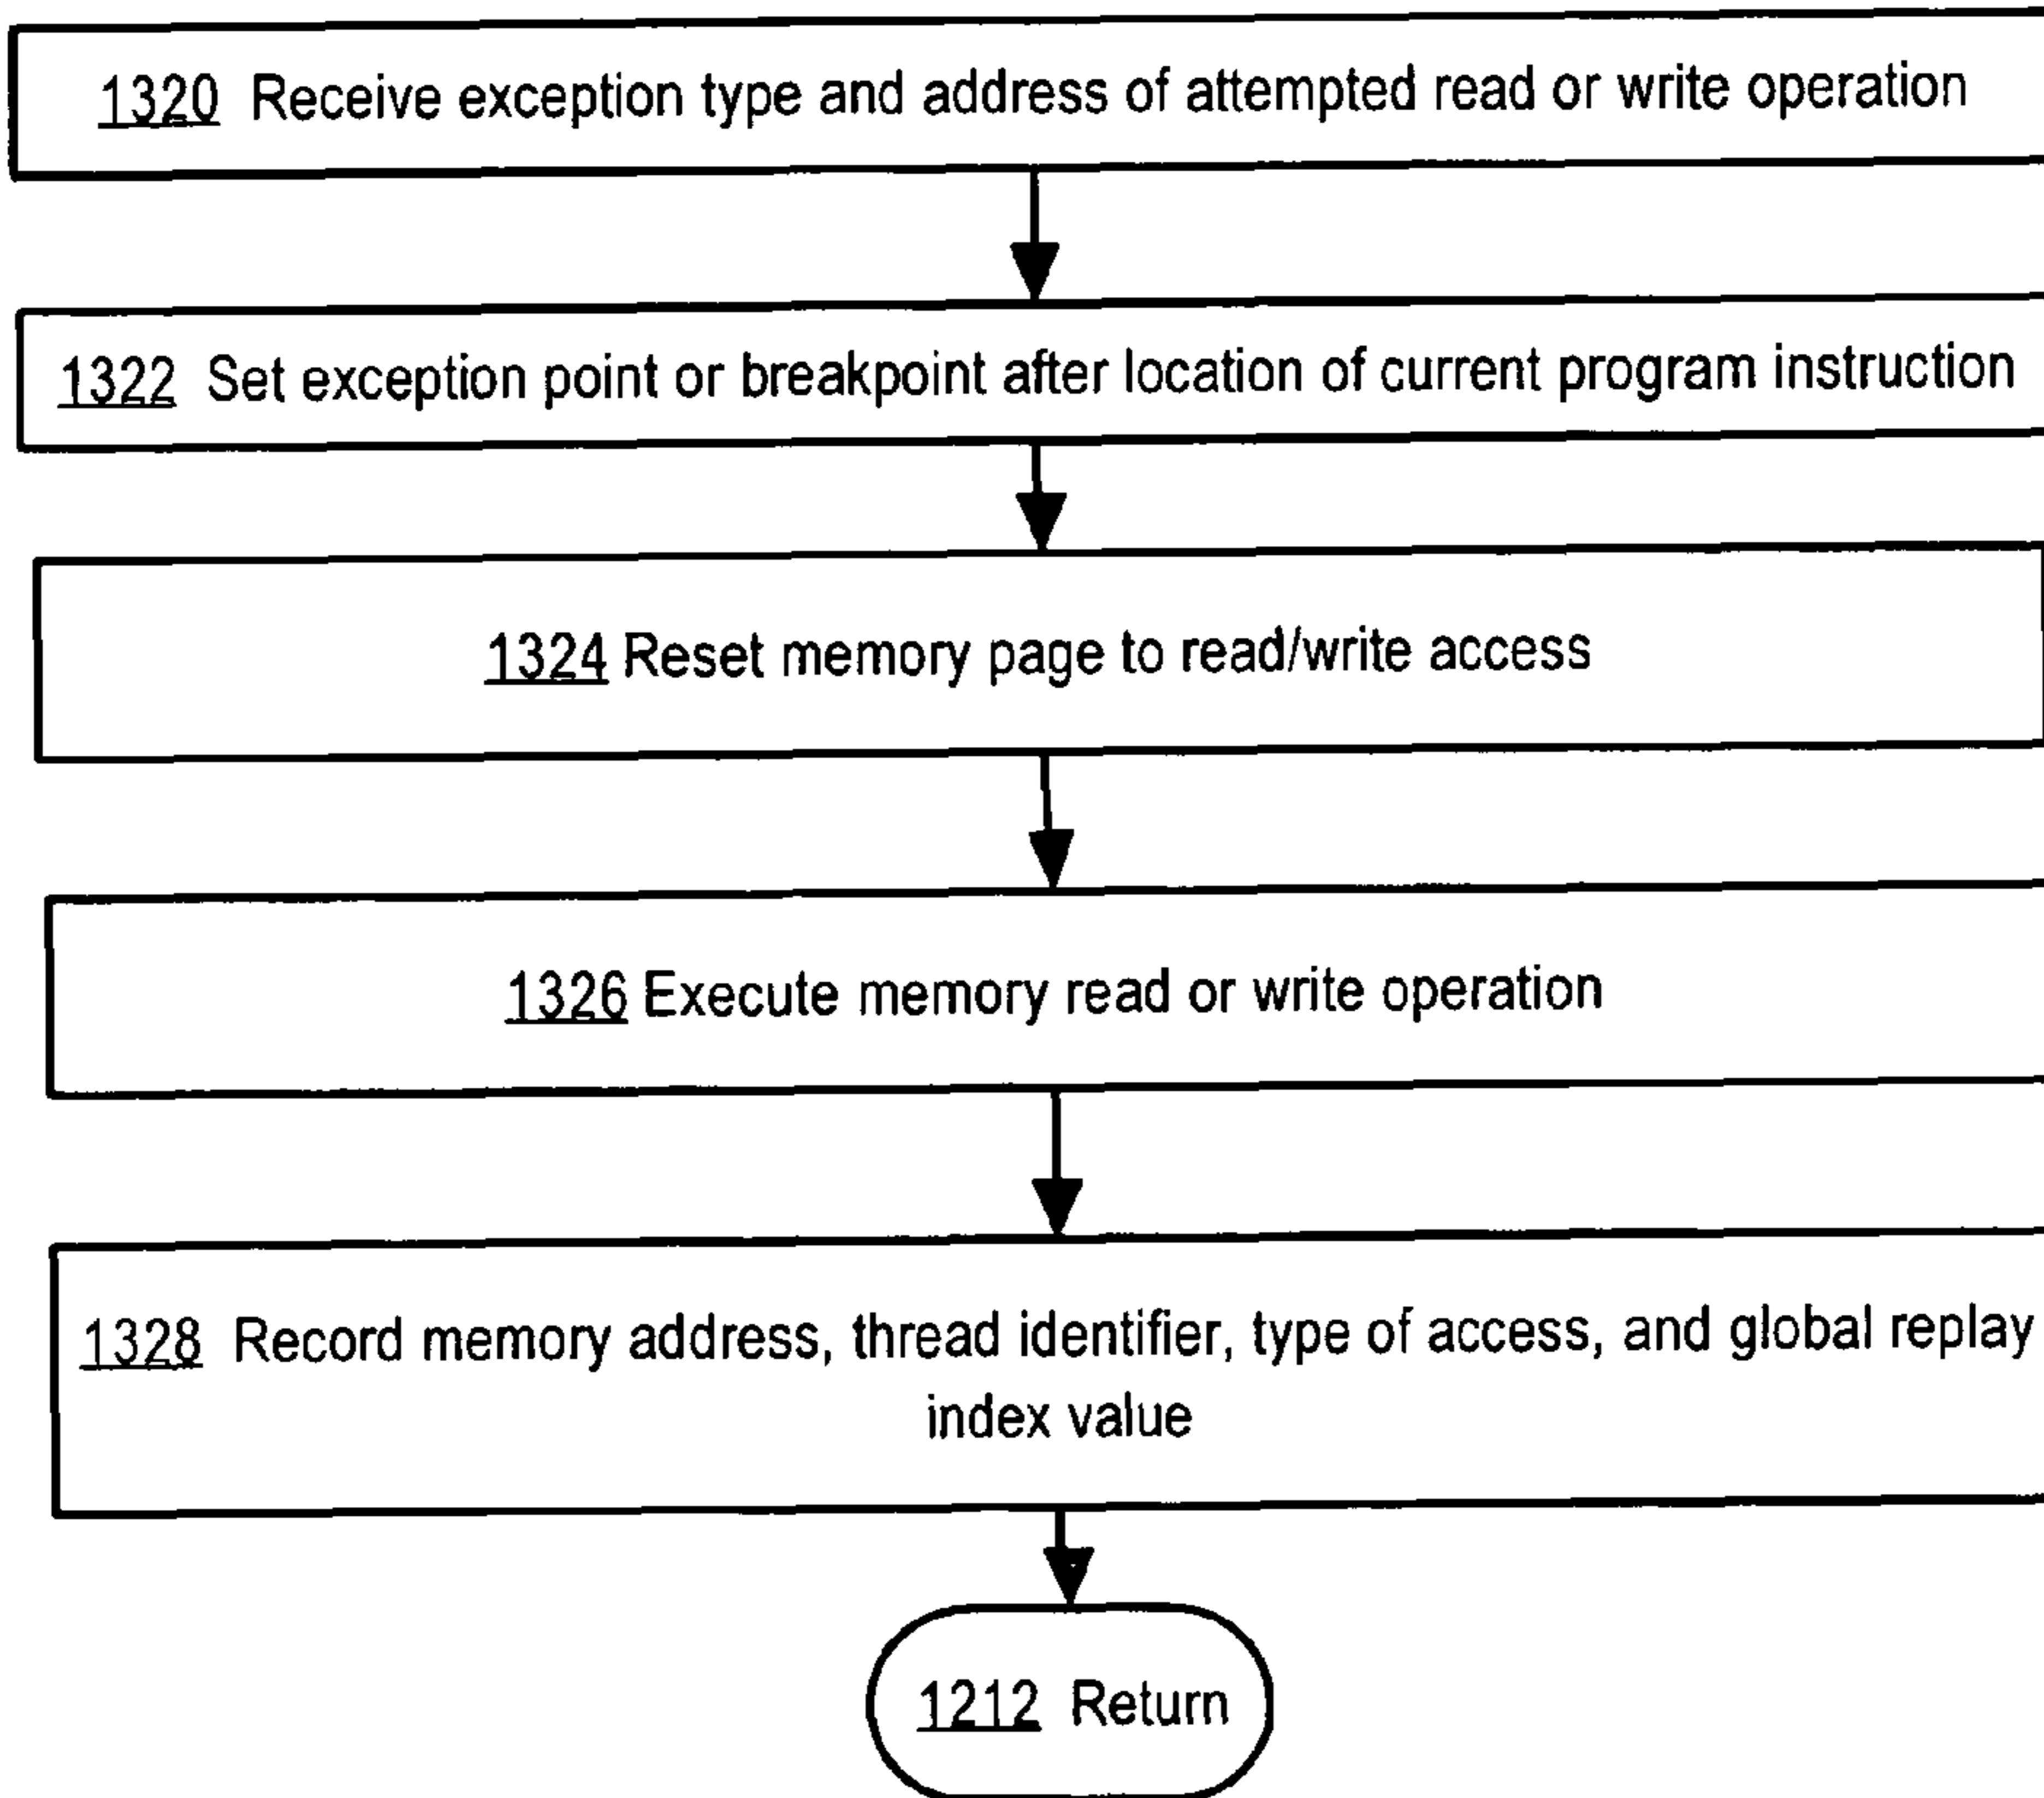 1320 Receive exception type and address of attempted read or write operation
1322 Set exception point or breakpoint after location of current program instruction
1324 Reset memory page to read/write access
1326 Execute memory read or write operation
1328 Record memory address, thread identifier, type of access, and global replay
index value
1212 Return